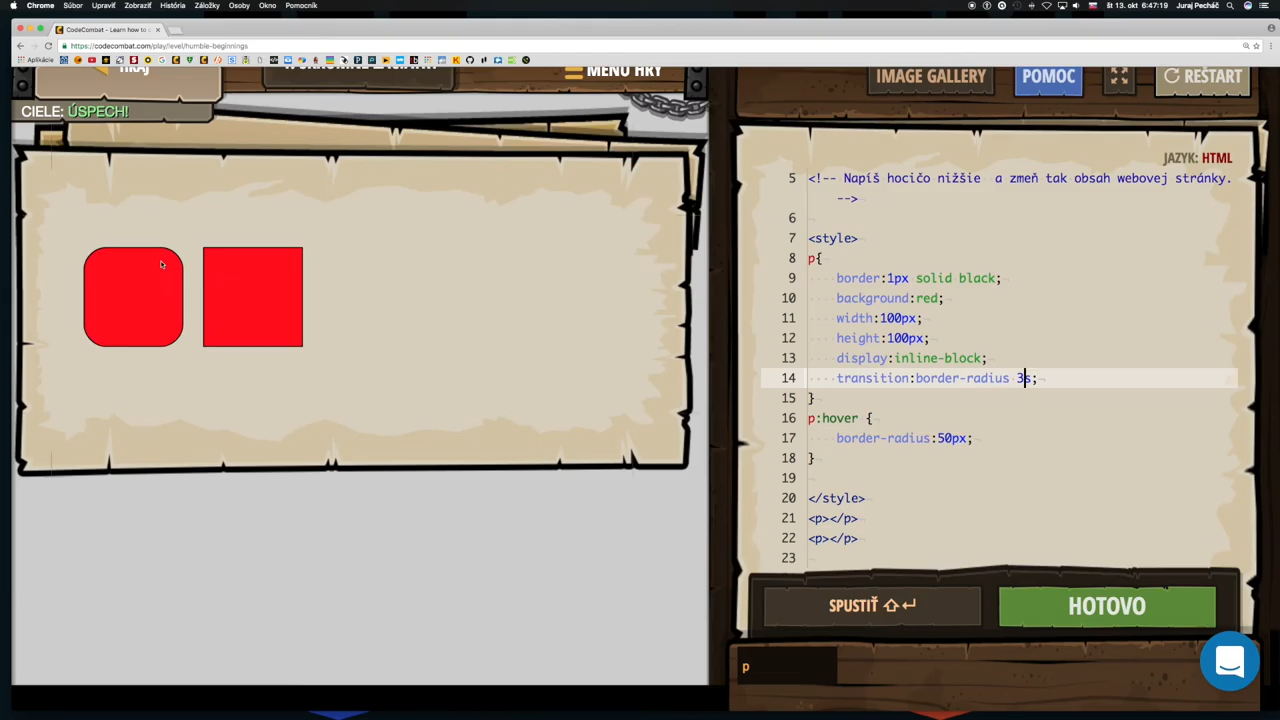 Chrome Súbor Upraviť Zobraziť História Záložky Osoby Okno Pomocník
št 13. okt 6:47:19 Juraj Pecháč
CodeCombat - Learn how to c
https://codecombat.com/play/level/humble-beginnings
Aplikácie
HRAJ
MENU HRY
IMAGE GALLERY
POMOC
REŠTART
CIELE: ÚSPECH!
JAZYK: HTML
5 <!-- Napíš hocičo nižšie a zmeň tak obsah webovej stránky.
-->
6
7 <style>
8 p{
9 border:1px solid black;
10 background:red;
11 width:100px;
12 height:100px;
13 display:inline-block;
14 transition:border-radius 3s;
15 }
16 p:hover {
17 border-radius:50px;
18 }
19
20 </style>
21 <p></p>
22 <p></p>
23
SPUSTIŤ
HOTOVO
p